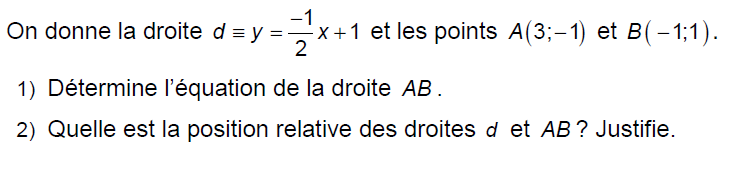 On donne la droite d ≡ y = \frac{-1}{2} x + 1 et les points A(3;−1) et B(−1;1).
1) Détermine l’équation de la droite AB.
2) Quelle est la position relative des droites d et AB ? Justifie.